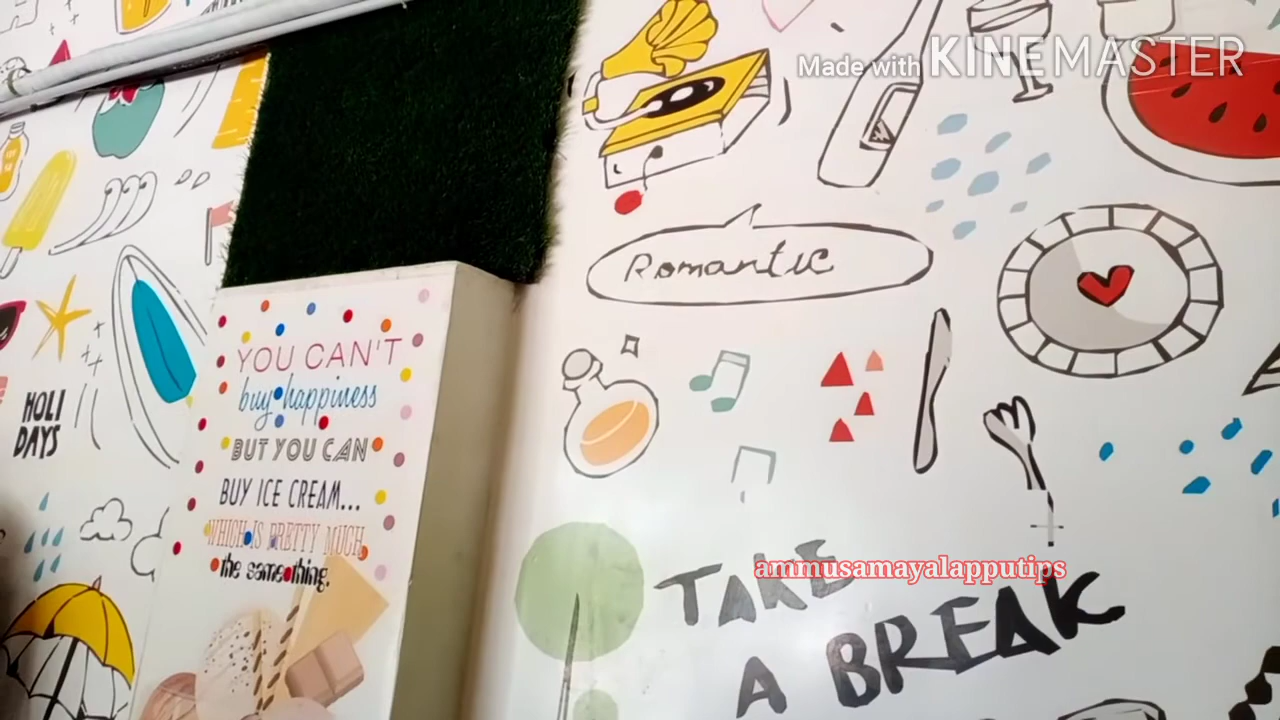 Made with KINEMASTER
Romantic
YOU CAN'T
buy happiness
BUT YOU CAN
BUY ICE CREAM...
WHICH IS PRETTY MUCH
the same thing.
HOLI
DAYS
TAKE
ammusamayalapputips
A BREAK